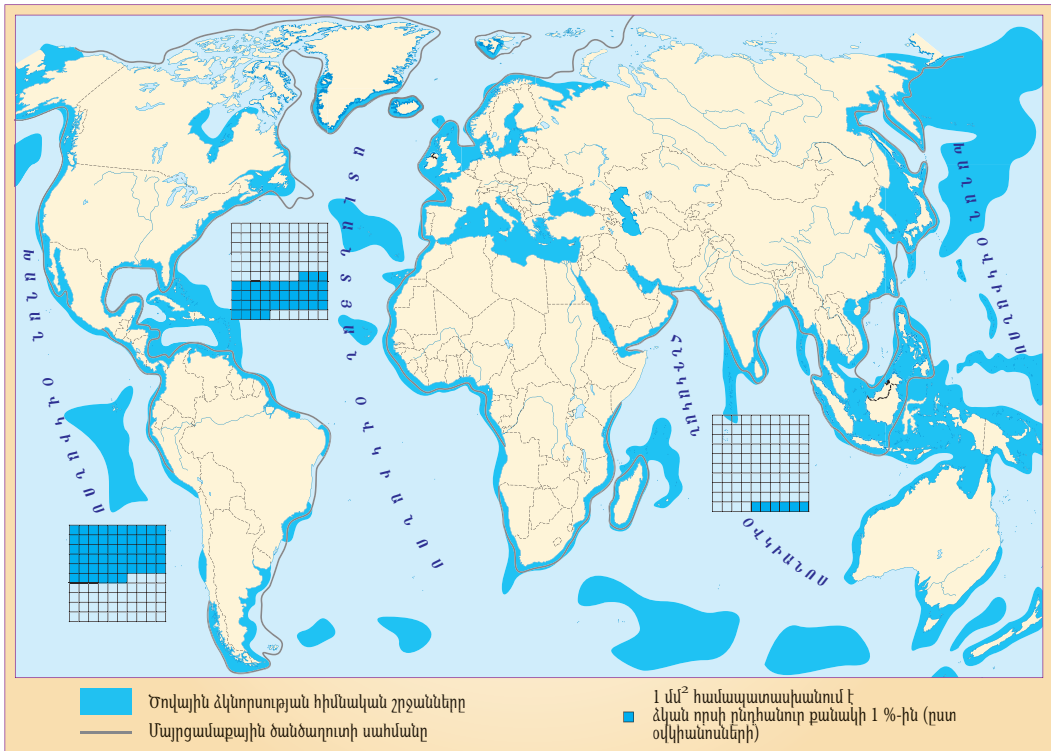 ԽԱՂԱՂ ՕՎԿԻԱՆՈՍ
ԱՏԼԱՆՏՅԱՆ ՕՎԿԻԱՆՈՍ
ՀՆԴԿԱԿԱՆ
ՕՎԿԻԱՆՈՍ
ԽԱՂԱՂ ՕՎԿԻԱՆՈՍ
Ծովային ձկնորսության հիմնական շրջանները
Մայրցամաքային ծանծաղուտի սահմանը
1 մմ² համապատասխանում է
ձկան որսի ընդհանուր քանակի 1 %-ին (ըստ
օվկիանոսների)